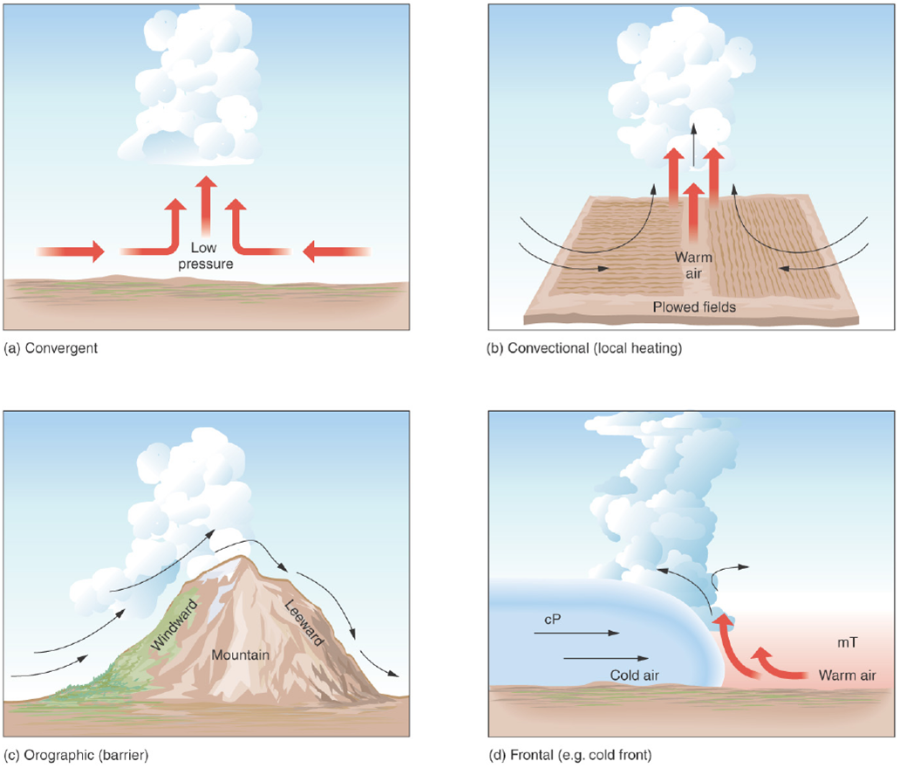 Low
pressure
(a) Convergent
Warm
air
Plowed fields
(b) Convectional (local heating)
Windward
Mountain
Leeward
(c) Orographic (barrier)
cP
Cold air
mT
Warm air
(d) Frontal (e.g. cold front)